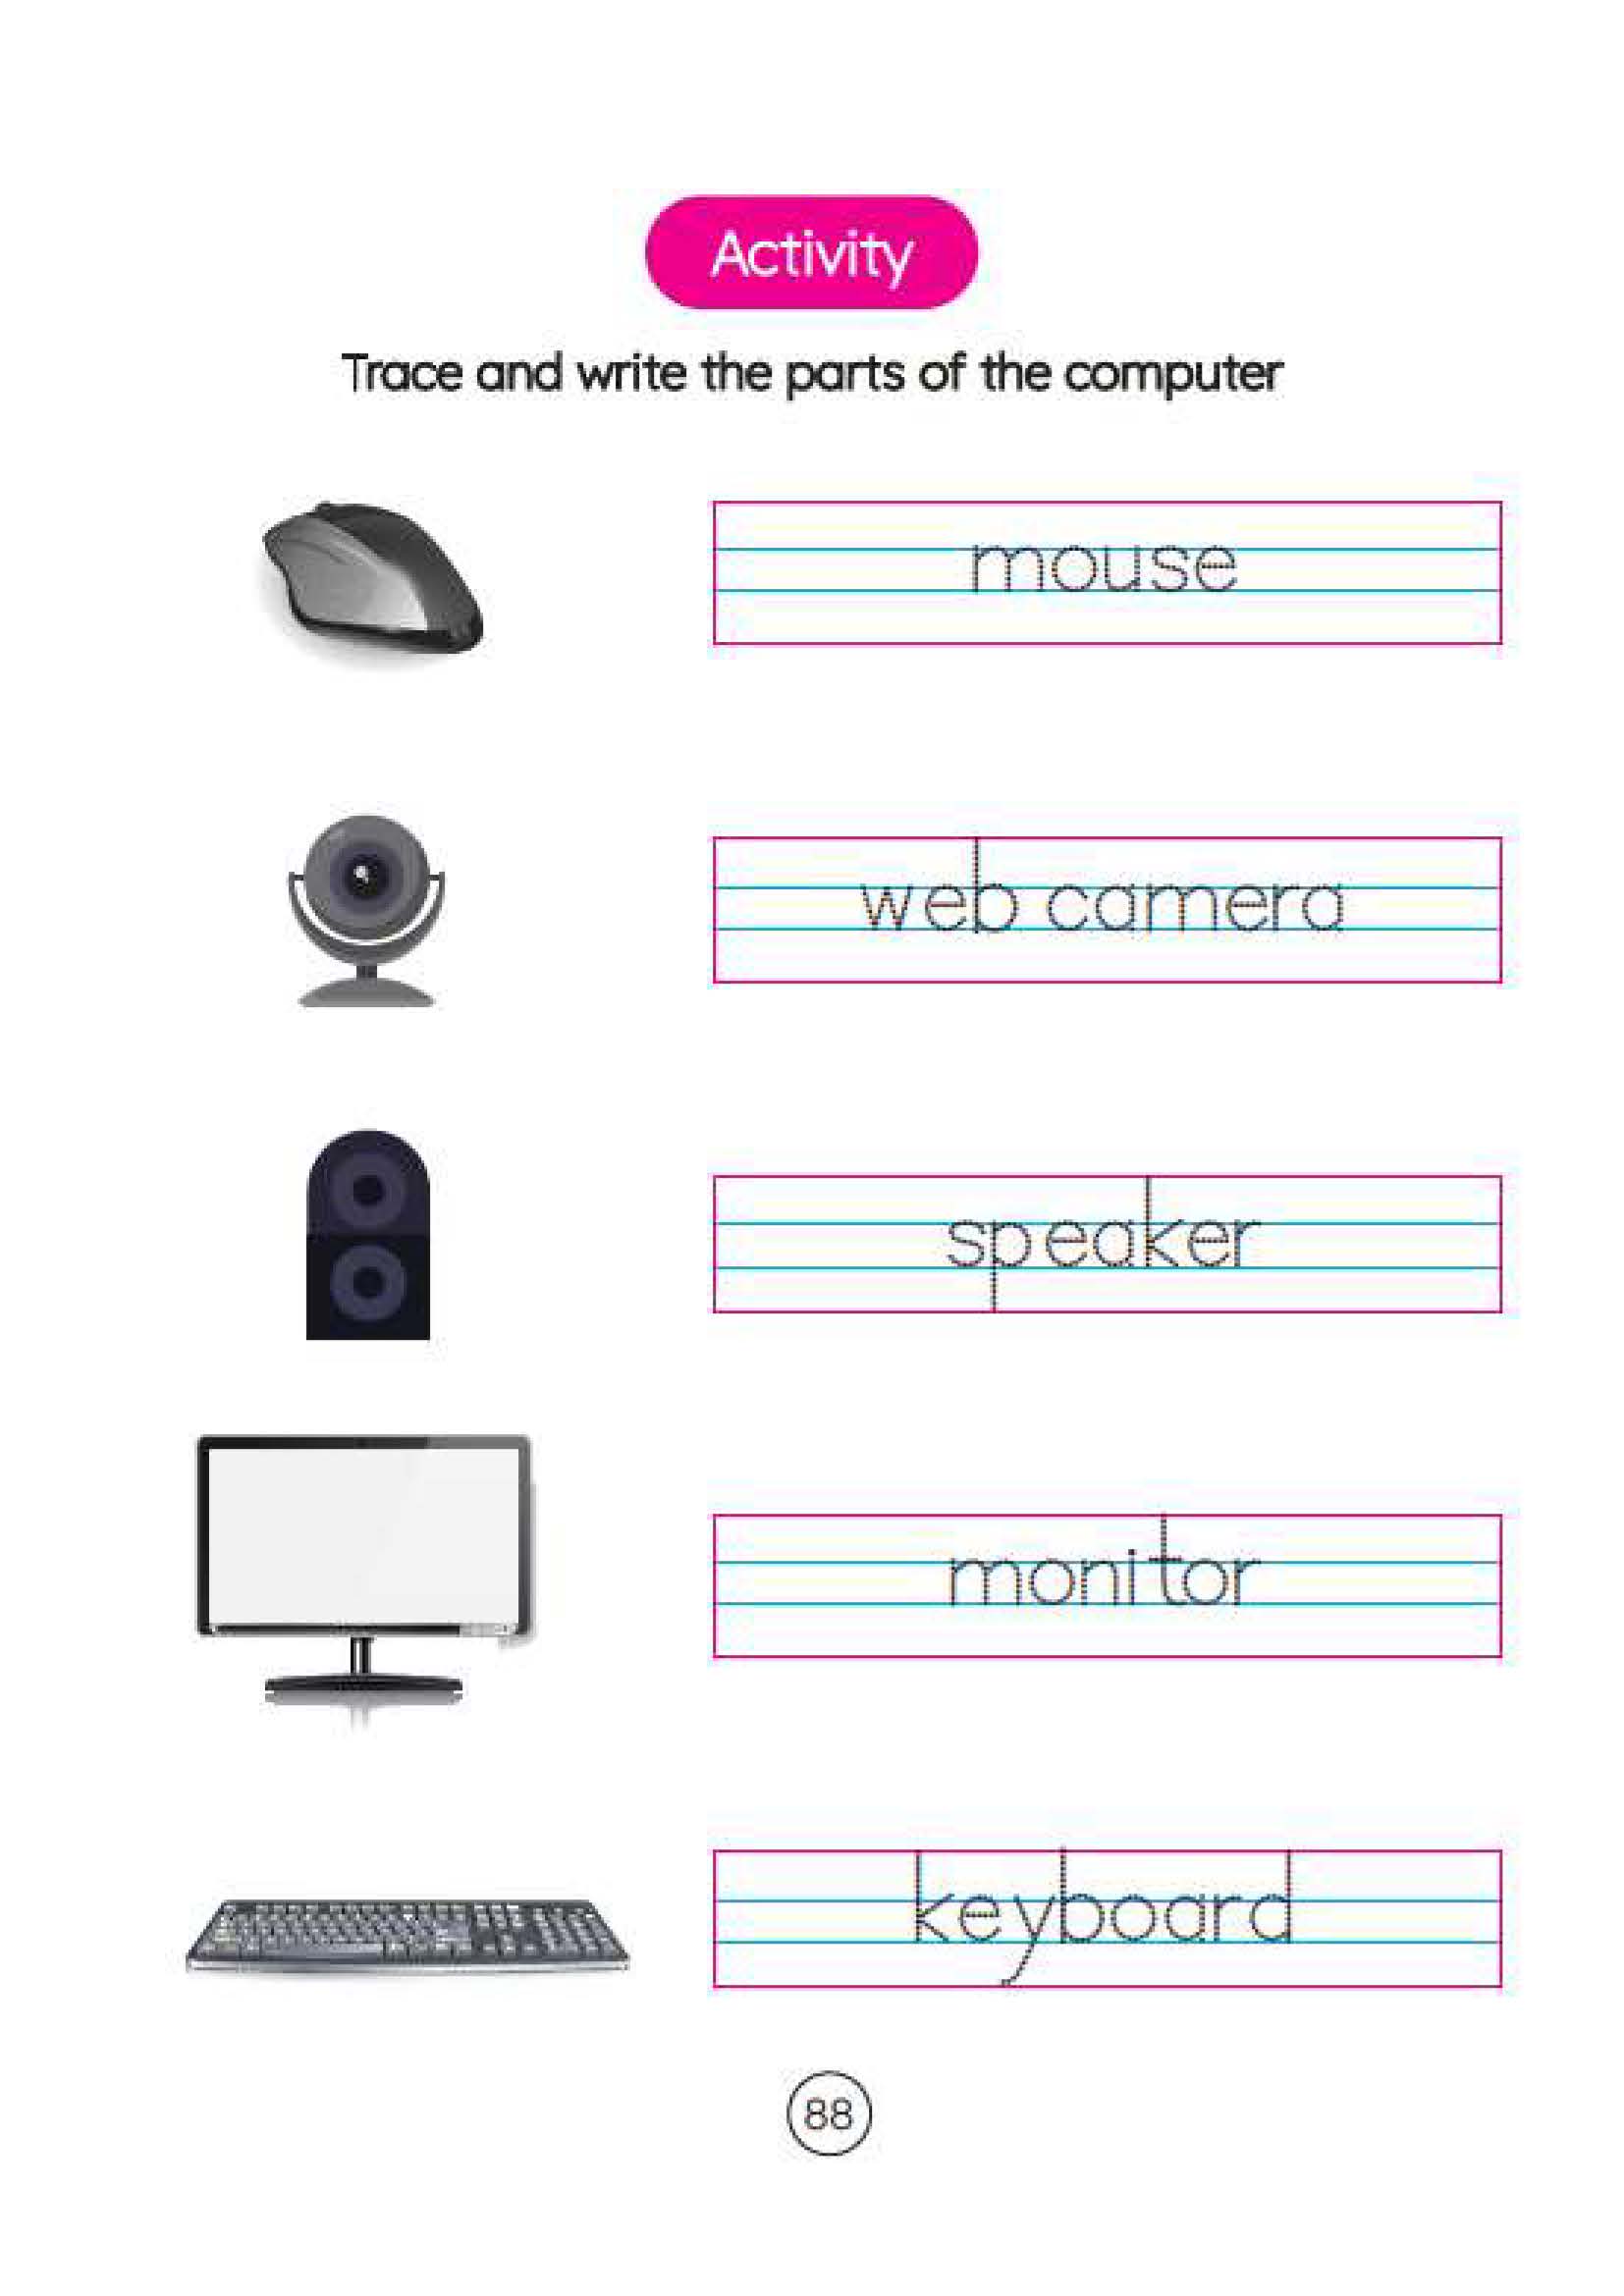 Activity
Trace and write the parts of the computer
mouse
web camera
speaker
monitor
keyboard
88